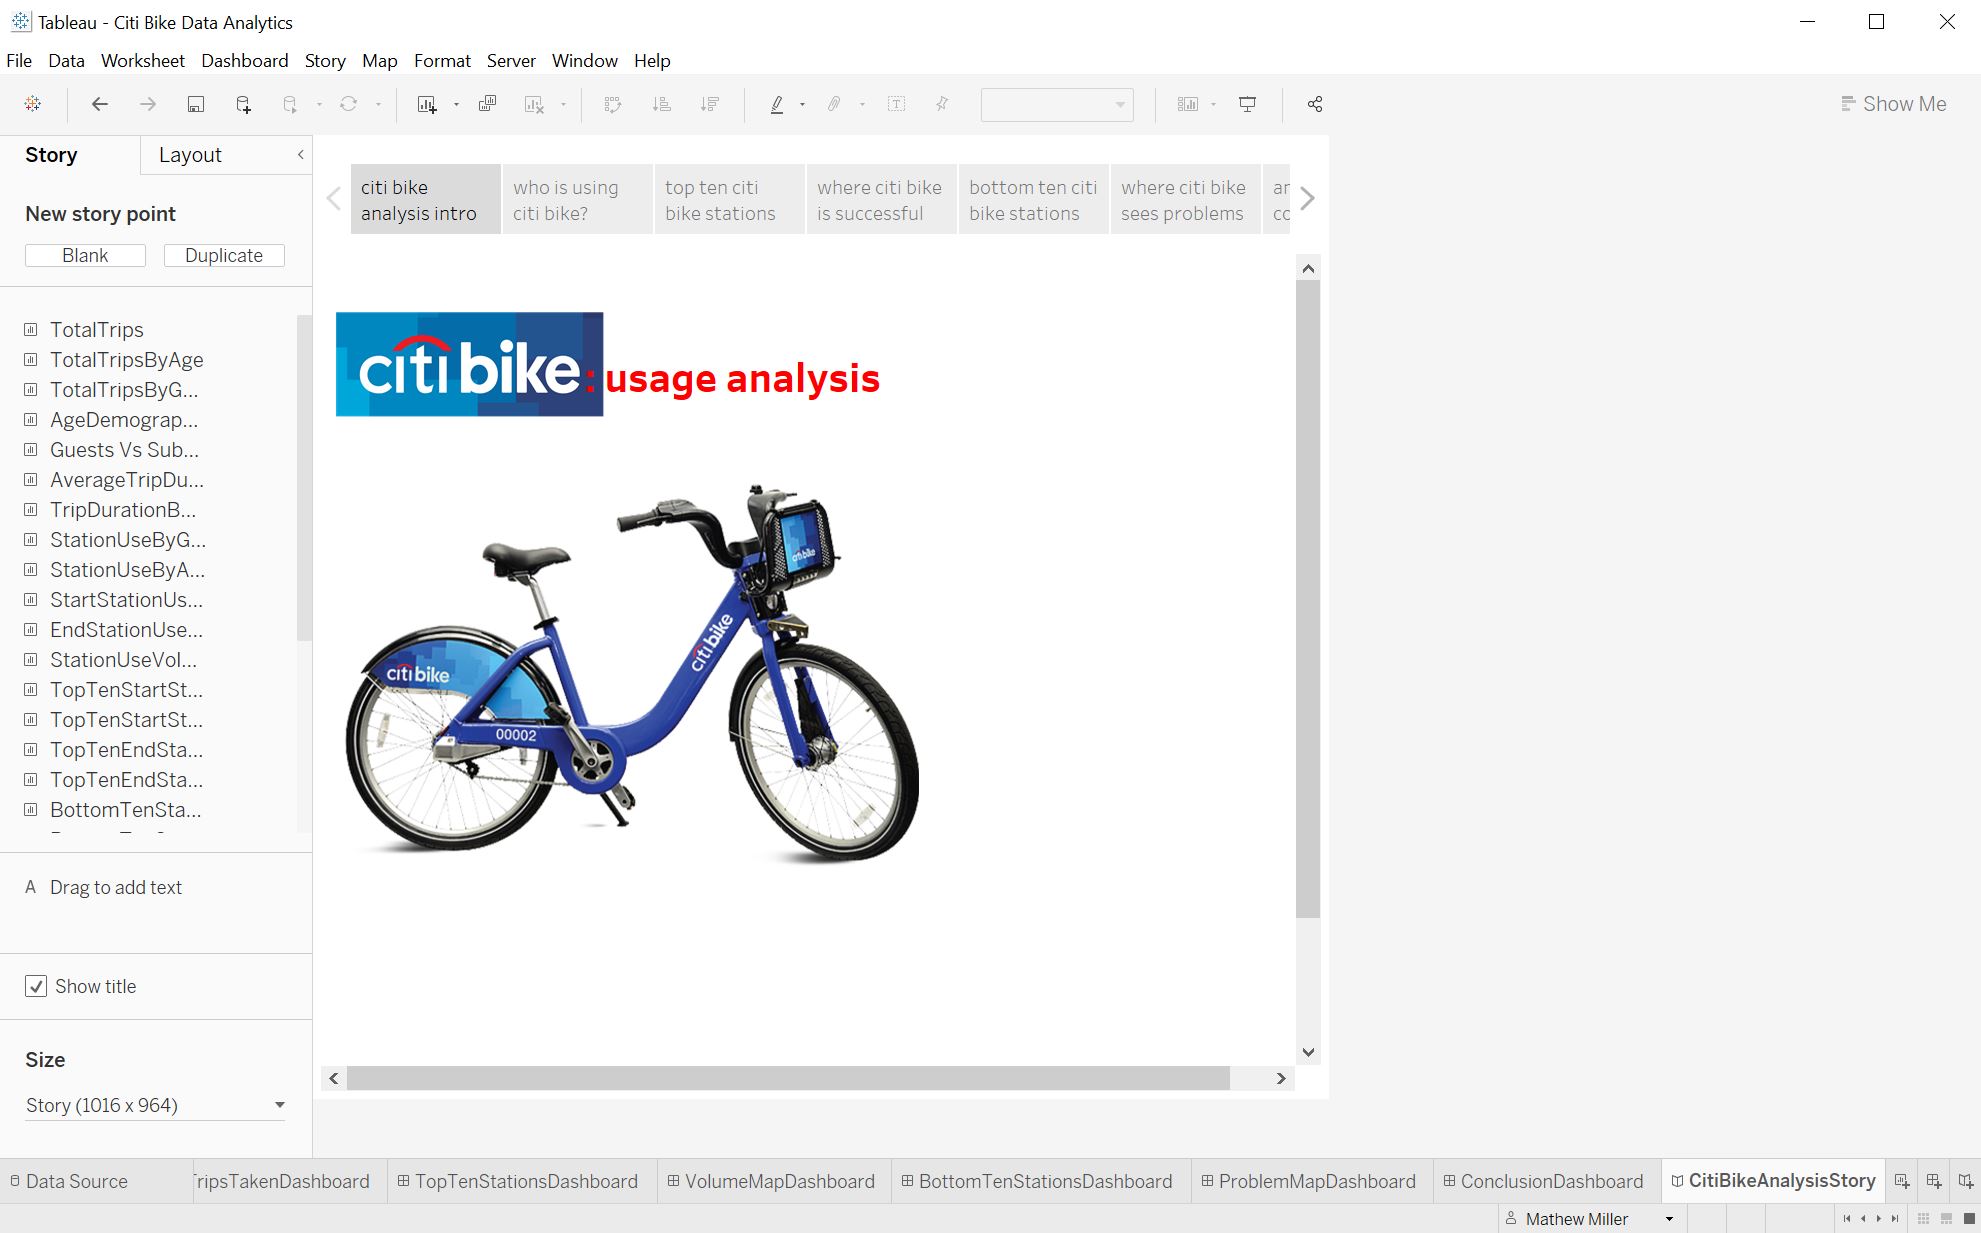 Tableau - Citi Bike Data Analytics
File Data Worksheet Dashboard Story Map Format Server Window Help
Show Me
Story Layout
New story point
Blank Duplicate
TotalTrips
TotalTripsByAge
TotalTripsByG...
AgeDemograp...
Guests Vs Sub...
AverageTripDu...
TripDurationB...
StationUseByG...
StationUseByA...
StartStationUs...
EndStationUse...
StationUseVol...
TopTenStartSt...
TopTenStartSt...
TopTenEndSta...
TopTenEndSta...
BottomTenSta...
A Drag to add text
Show title
Size
Story (1016 x 964)
citi bike
analysis intro
who is using
citi bike?
top ten citi
bike stations
where citi bike
is successful
bottom ten citi
bike stations
where citi bike
sees problems
citi bike: usage analysis
citi bike
citi bike
citi bike
00002
Data Source
TripsTakenDashboard
TopTenStationsDashboard
VolumeMapDashboard
BottomTenStationsDashboard
ProblemMapDashboard
ConclusionDashboard
CitiBikeAnalysisStory
Mathew Miller